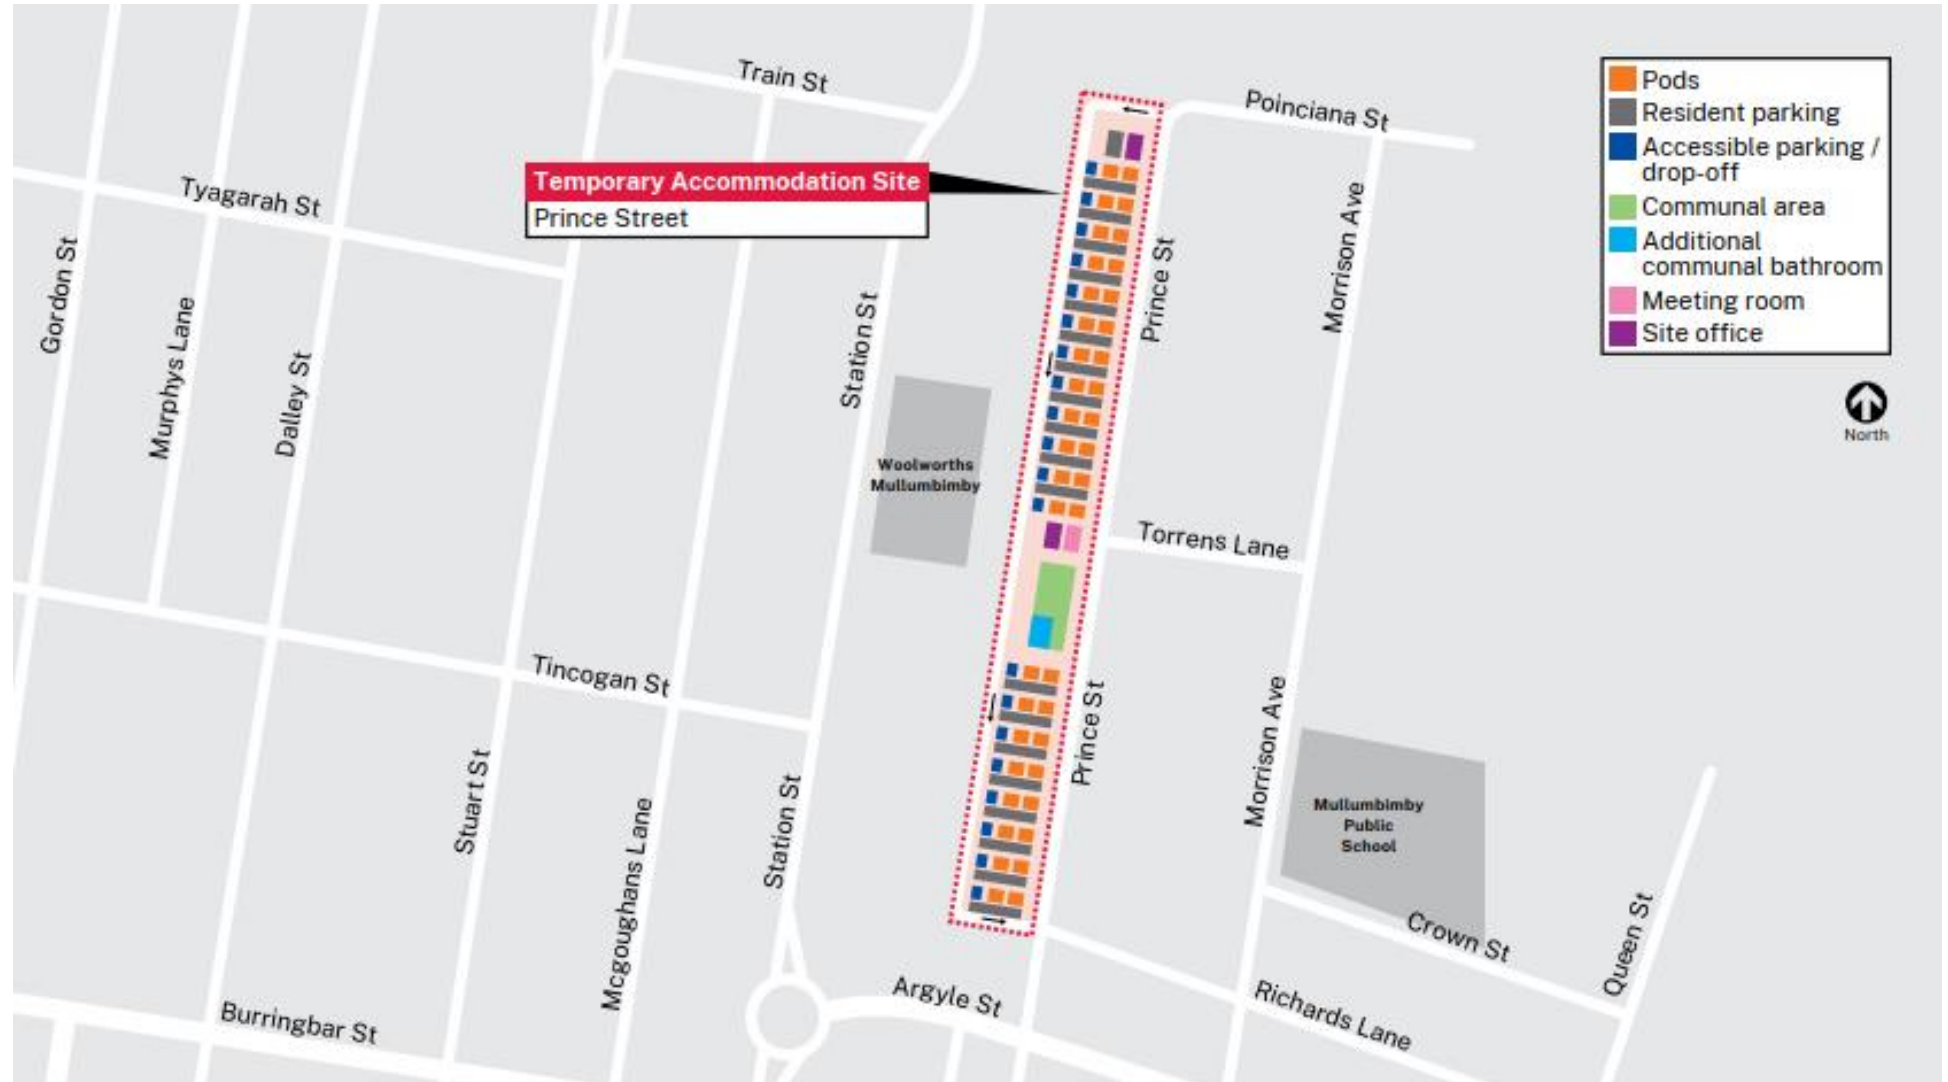 Train St
Poinciana St
Pods
Resident parking
Accessible parking /
drop-off
Communal area
Additional
communal bathroom
Meeting room
Site office
North
Temporary Accommodation Site
Prince Street
Tyagarah St
Gordon St
Murphys Lane
Dalley St
Station St
Prince St
Morrison Ave
Woolworths
Mullumbimby
Torrens Lane
Tincogan St
Stuart St
Mcgoughans Lane
Station St
Prince St
Morrison Ave
Mullumbimby
Public
School
Crown St
Queen St
Argyle St
Richards Lane
Burringbar St